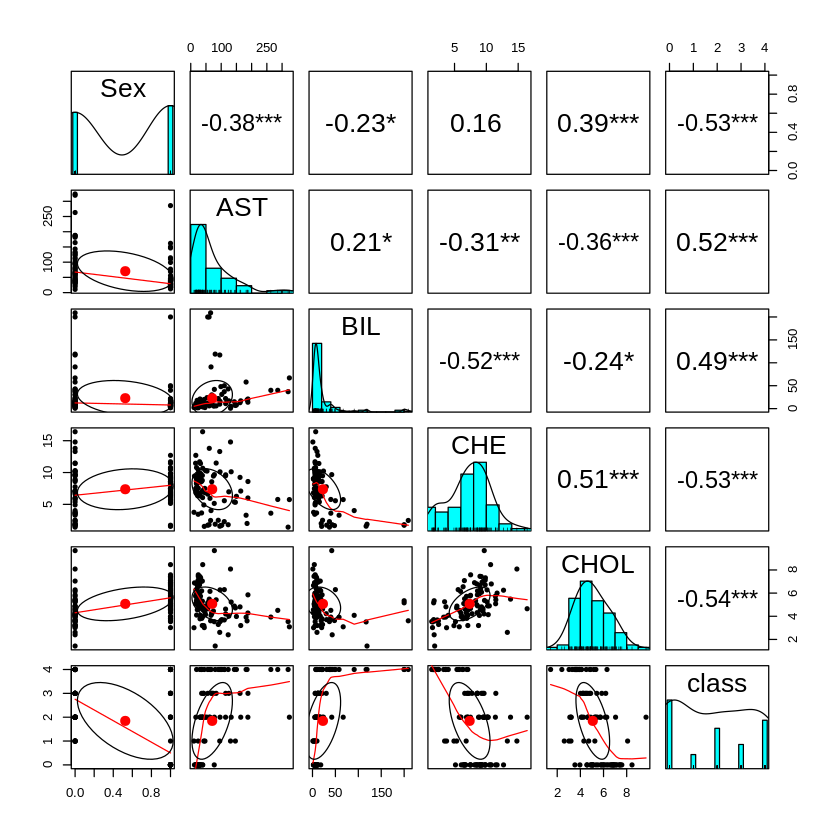 0 100 250
5 10 15
0 1 2 3 4
Sex
-0.38***
-0.23*
0.16
0.39***
-0.53***
0.0 0.4 0.8
0 100 250
AST
0.21*
-0.31**
-0.36***
0.52***
BIL
-0.52***
-0.24*
0.49***
0 50 150
5 10 15
CHE
0.51***
-0.53***
CHOL
-0.54***
2 4 6 8
0 1 2 3 4
class
0.0 0.4 0.8
0 50 150
2 4 6 8